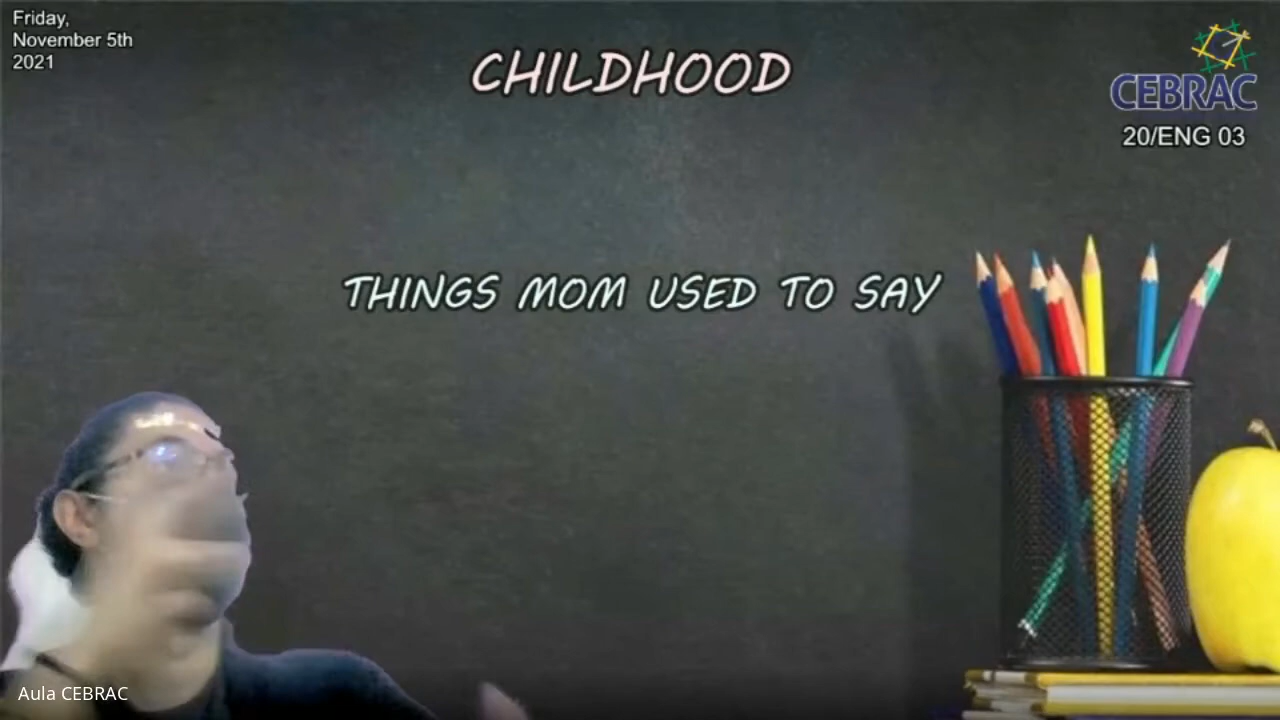 Friday,
November 5th
2021
CHILDHOOD
CEBRAC
20/ENG 03
THINGS MOM USED TO SAY
Aula CEBRAC